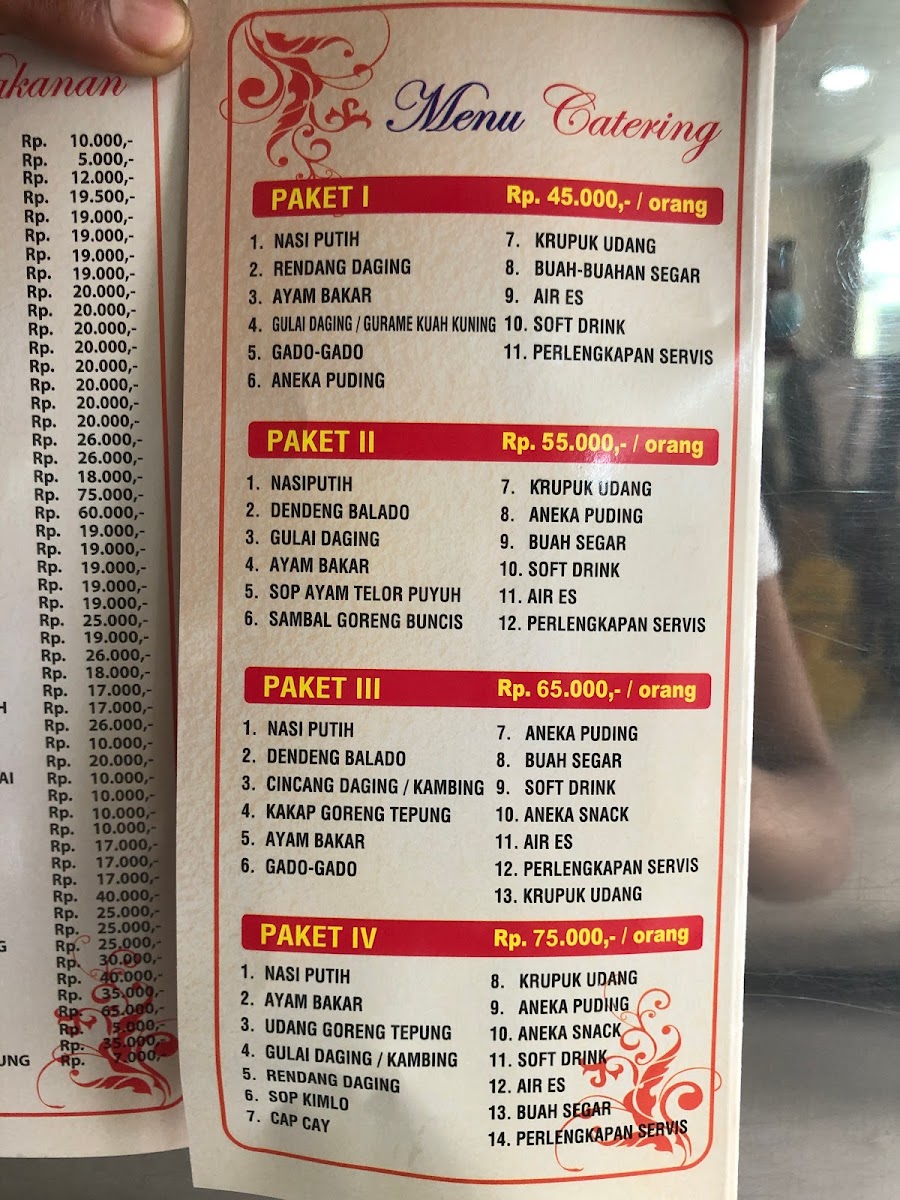 akanan
Rp. 10.000,-
Rp. 5.000,-
Rp. 12.000,-
Rp. 19.500,-
Rp. 19.000,-
Rp. 19.000,-
Rp. 19.000,-
Rp. 19.000,-
Rp. 20.000,-
Rp. 20.000,-
Rp. 20.000,-
Rp. 20.000,-
Rp. 20.000,-
Rp. 20.000,-
Rp. 20.000,-
Rp. 20.000,-
Rp. 26.000,-
Rp. 26.000,-
Rp. 18.000,-
Rp. 75.000,-
Rp. 60.000,-
Rp. 19.000,-
Rp. 19.000,-
Rp. 19.000,-
Rp. 19.000,-
Rp. 19.000,-
Rp. 25.000,-
Rp. 19.000,-
Rp. 26.000,-
Rp. 18.000,-
Rp. 17.000,-
H Rp. 17.000,-
Rp. 26.000,-
Rp. 10.000,-
Rp. 20.000,-
AI Rp. 10.000,-
Rp. 10.000,-
Rp. 10.000,-
Rp. 10.000,-
Rp. 17.000,-
Rp. 17.000,-
Rp. 17.000,-
Rp. 40.000,-
Rp. 25.000,-
Rp. 25.000,-
G Rp. 25.000,-
Rp. 30.000,-
Rp. 40.000,-
Rp. 35.000,-
Rp. 65.000,-
Rp. 5.000,-
Rp. 35.000,-
UNG Rp. 7.000,-
Menu Catering
PAKET I Rp. 45.000,- / orang
1. NASI PUTIH
2. RENDANG DAGING
3. AYAM BAKAR
4. GULAI DAGING / GURAME KUAH KUNING
5. GADO-GADO
6. ANEKA PUDING
7. KRUPUK UDANG
8. BUAH-BUAHAN SEGAR
9. AIR ES
10. SOFT DRINK
11. PERLENGKAPAN SERVIS
PAKET II Rp. 55.000,- / orang
1. NASIPUTIH
2. DENDENG BALADO
3. GULAI DAGING
4. AYAM BAKAR
5. SOP AYAM TELOR PUYUH
6. SAMBAL GORENG BUNCIS
7. KRUPUK UDANG
8. ANEKA PUDING
9. BUAH SEGAR
10. SOFT DRINK
11. AIR ES
12. PERLENGKAPAN SERVIS
PAKET III Rp. 65.000,- / orang
1. NASI PUTIH
2. DENDENG BALADO
3. CINCANG DAGING / KAMBING
4. KAKAP GORENG TEPUNG
5. AYAM BAKAR
6. GADO-GADO
7. ANEKA PUDING
8. BUAH SEGAR
9. SOFT DRINK
10. ANEKA SNACK
11. AIR ES
12. PERLENGKAPAN SERVIS
13. KRUPUK UDANG
PAKET IV Rp. 75.000,- / orang
1. NASI PUTIH
2. AYAM BAKAR
3. UDANG GORENG TEPUNG
4. GULAI DAGING / KAMBING
5. RENDANG DAGING
6. SOP KIMLO
7. CAP CAY
8. KRUPUK UDANG
9. ANEKA PUDING
10. ANEKA SNACK
11. SOFT DRINK
12. AIR ES
13. BUAH SEGAR
14. PERLENGKAPAN SERVIS